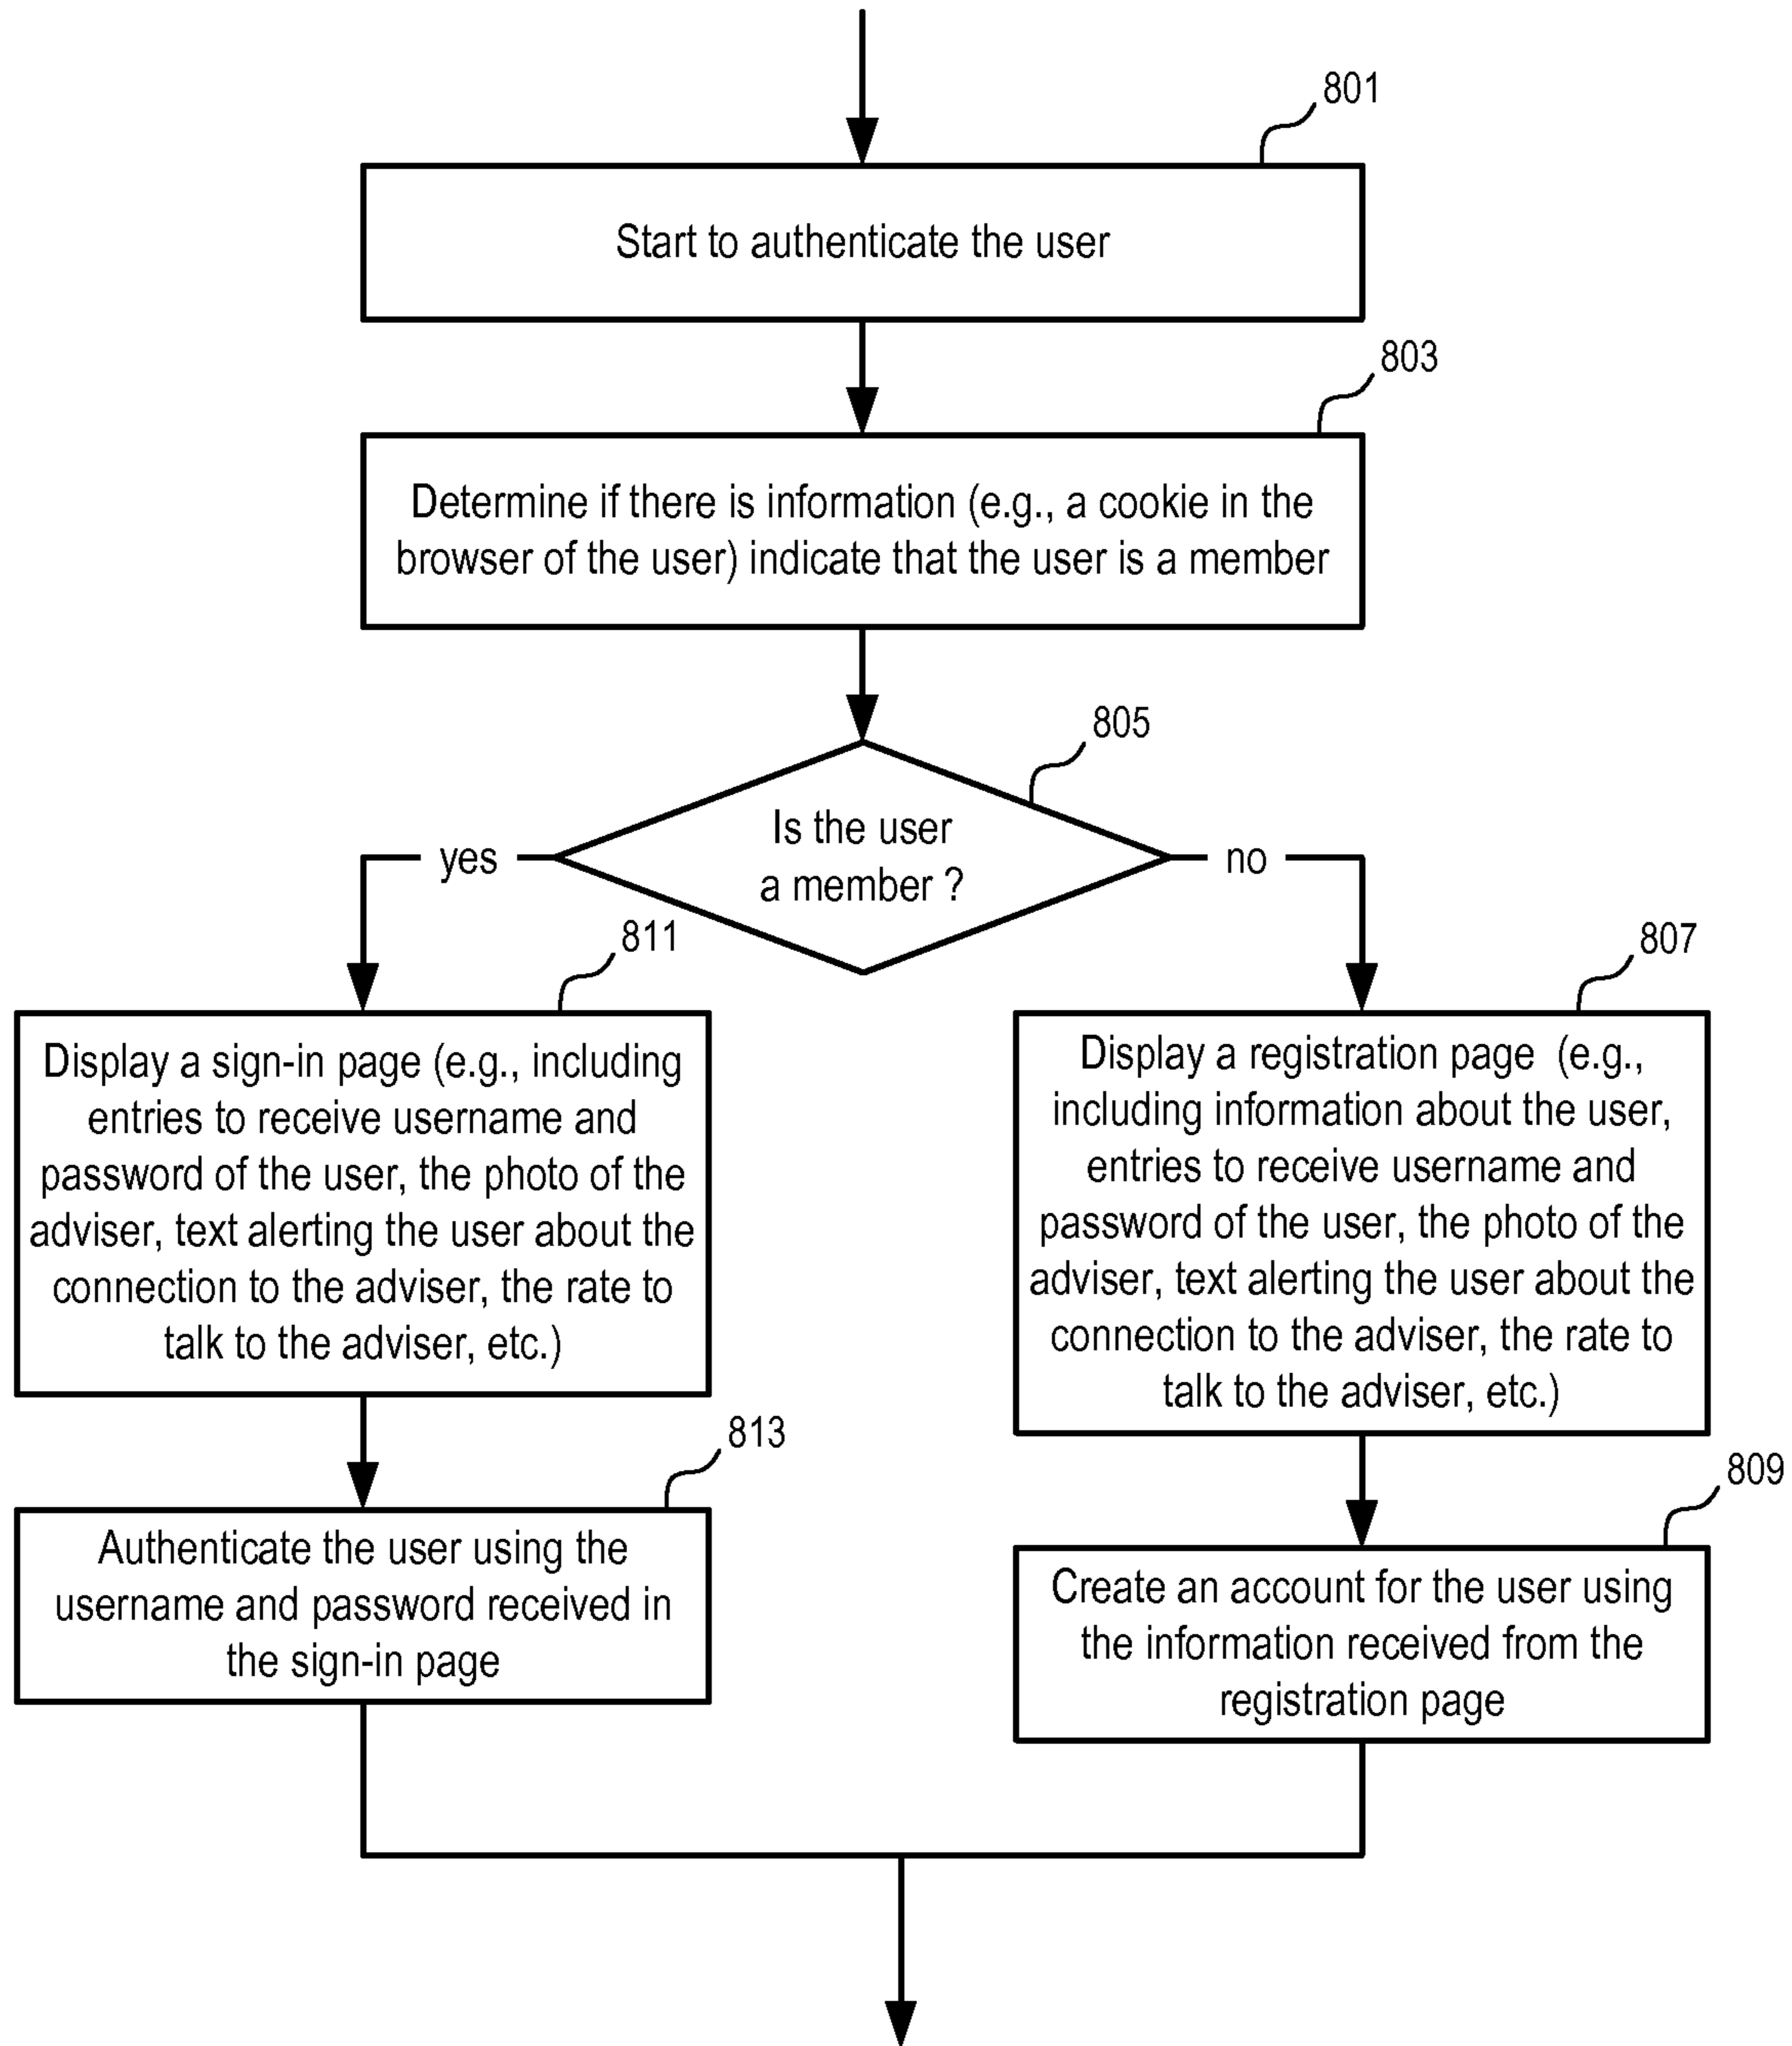 801
Start to authenticate the user
803
Determine if there is information (e.g., a cookie in the
browser of the user) indicate that the user is a member
805
Is the user
a member ?
yes
no
811
Display a sign-in page (e.g., including
entries to receive username and
password of the user, the photo of the
adviser, text alerting the user about the
connection to the adviser, the rate to
talk to the adviser, etc.)
807
Display a registration page (e.g.,
including information about the user,
entries to receive username and
password of the user, the photo of the
adviser, text alerting the user about the
connection to the adviser, the rate to
talk to the adviser, etc.)
813
Authenticate the user using the
username and password received in
the sign-in page
809
Create an account for the user using
the information received from the
registration page